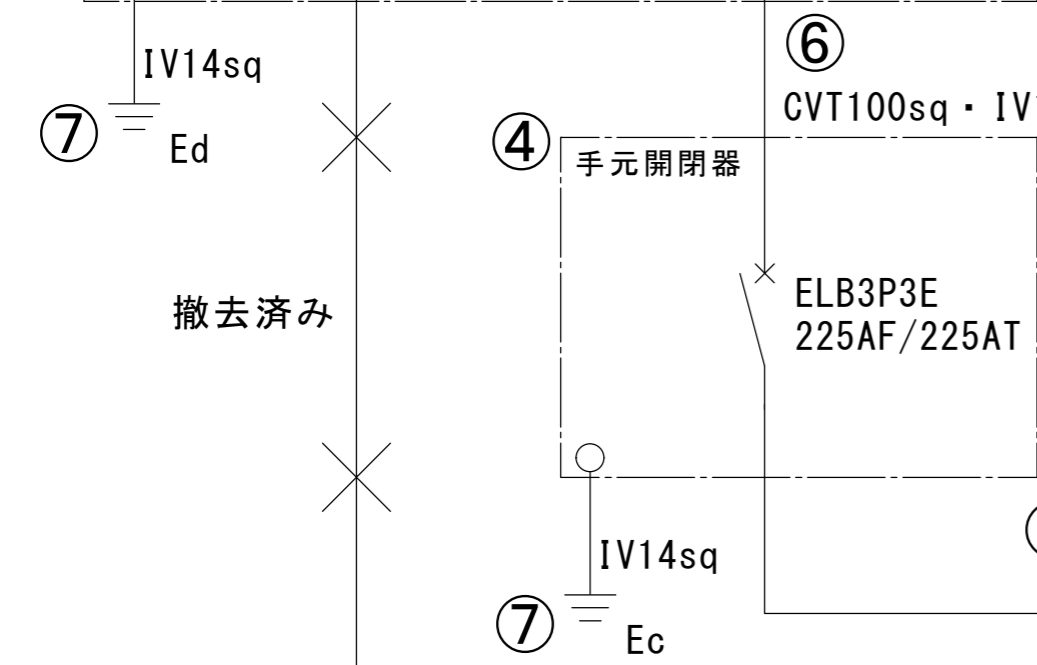 ⑥
IV14sq
CVT100sq・IV
⑦
Ed
④
手元開閉器
ELB3P3E
225AF/225AT
撤去済み
IV14sq
⑦
Ec